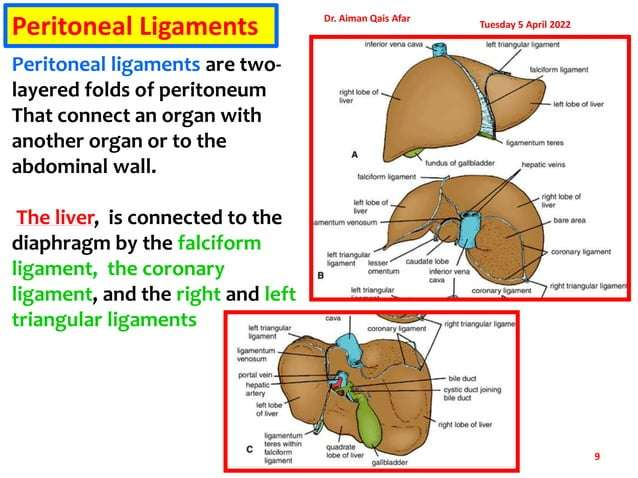 Peritoneal Ligaments
Dr. Aiman Qais Afar
Tuesday 5 April 2022
Peritoneal ligaments are two-
layered folds of peritoneum
That connect an organ with
another organ or to the
abdominal wall.
The liver, is connected to the
diaphragm by the falciform
ligament, the coronary
ligament, and the right and left
triangular ligaments
inferior vena cava
left triangular ligament
falciform ligament
right lobe of
liver
left lobe of liver
ligamentum teres
A
fundus of gallbladder
hepatic veins
falciform ligament
left lobe of
liver
right lobe of
liver
amentum venosum
bare area
coronary ligament
left triangular
ligament
lesser
omentum
caudate lobe
inferior vena
cava
B
coronary ligament
right triangular ligament
cava
left triangular
ligament
coronary ligament
right triangular ligame
ligamentum
venosum
portal vein
hepatic
artery
bile duct
cystic duct joining
bile duct
left lobe
of liver
right lobe of liver
ligamentum
teres within
falciform
ligament
quadrate
lobe of liver
gallbladder
C
9